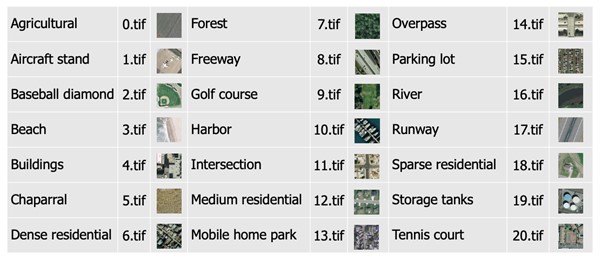 Agricultural 0.tif Forest 7.tif Overpass 14.tif
Aircraft stand 1.tif Freeway 8.tif Parking lot 15.tif
Baseball diamond 2.tif Golf course 9.tif River 16.tif
Beach 3.tif Harbor 10.tif Runway 17.tif
Buildings 4.tif Intersection 11.tif Sparse residential 18.tif
Chaparral 5.tif Medium residential 12.tif Storage tanks 19.tif
Dense residential 6.tif Mobile home park 13.tif Tennis court 20.tif